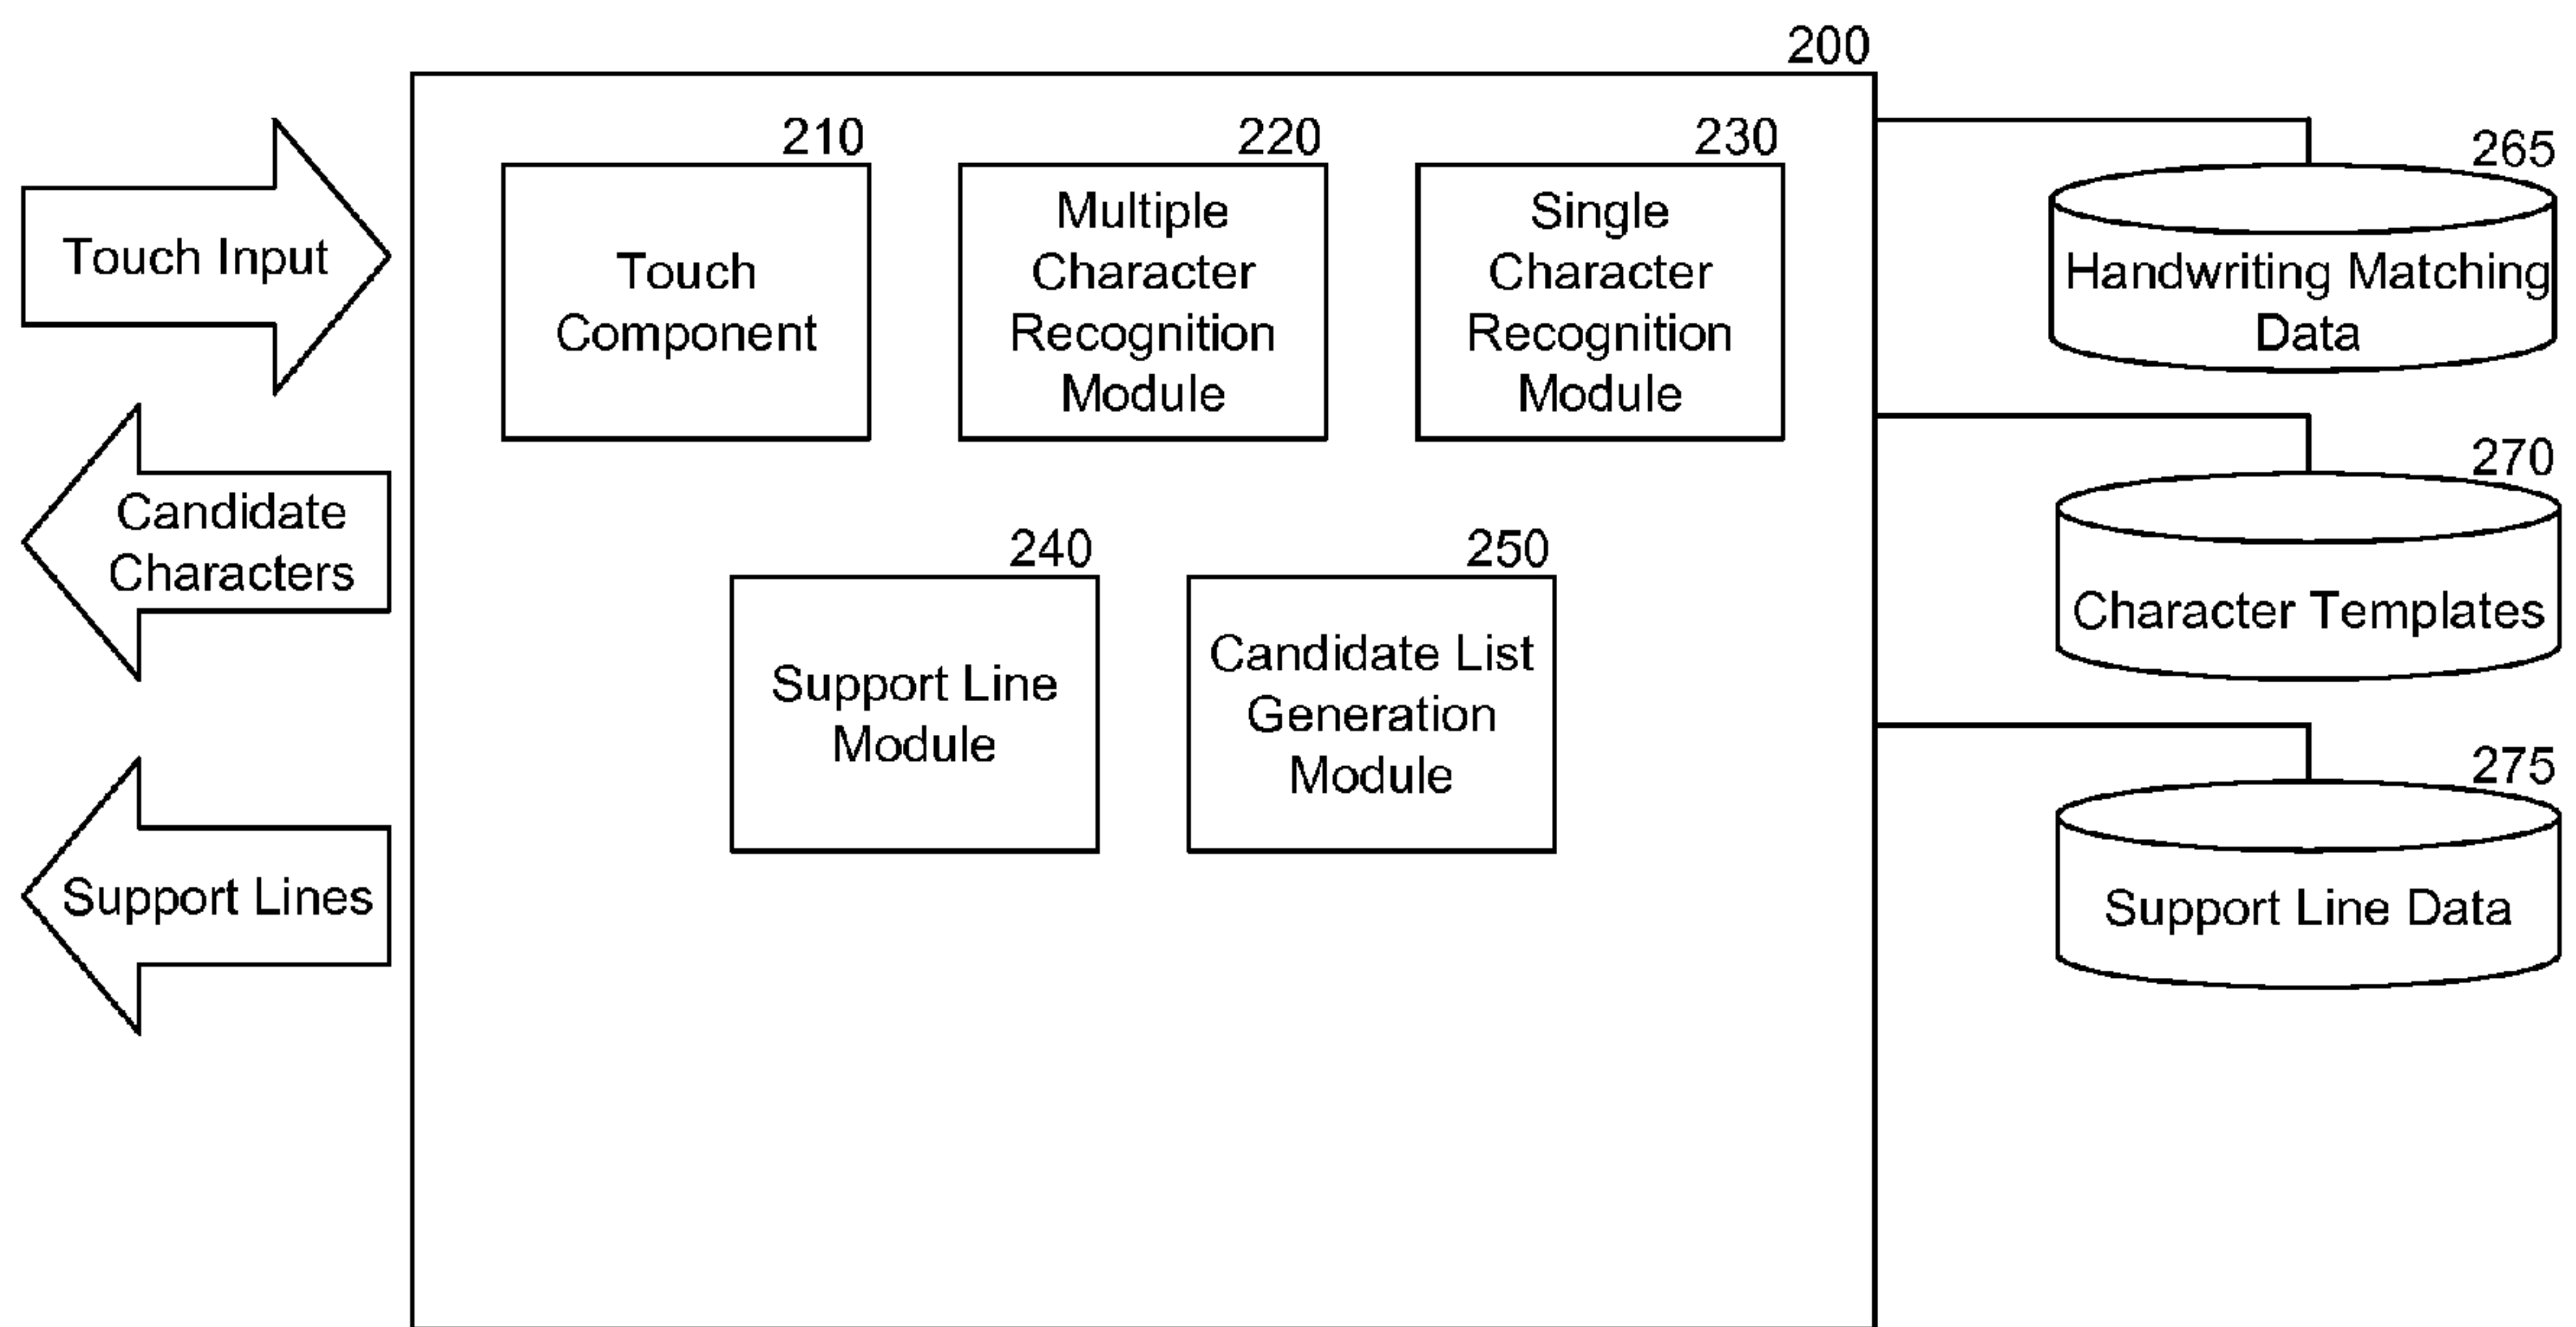 200
210
220
230
265
Touch Input
Touch
Component
Multiple
Character
Recognition
Module
Single
Character
Recognition
Module
Handwriting Matching
Data
Candidate
Characters
240
250
270
Support Line
Module
Candidate List
Generation
Module
Character Templates
Support Lines
275
Support Line Data